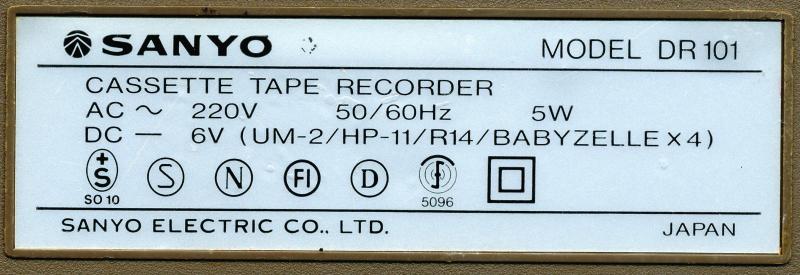 SANYO MODEL DR 101
CASSETTE TAPE RECORDER
AC ~ 220V 50/60Hz 5W
DC — 6V (UM-2/HP-11/R14/BABYZELLE X 4)
+S S N FI D
SO 10 5096
SANYO ELECTRIC CO., LTD. JAPAN